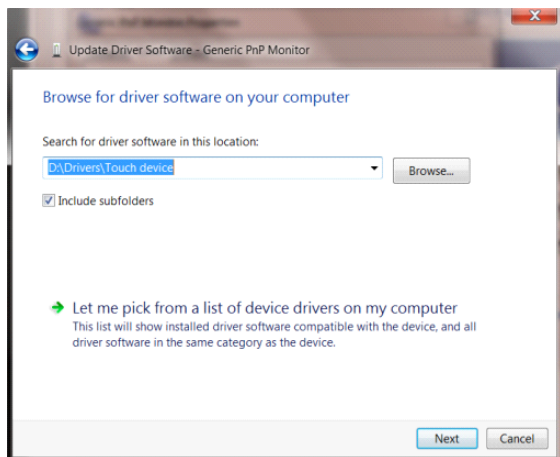 Update Driver Software - Generic PnP Monitor
Browse for driver software on your computer
Search for driver software in this location:
D:\Drivers\Touch device
Browse...
Include subfolders
Let me pick from a list of device drivers on my computer
This list will show installed driver software compatible with the device, and all
driver software in the same category as the device.
Next
Cancel